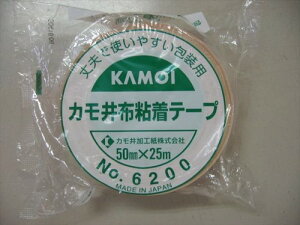 丈夫で使いやすい包装用
KAMOI
カモ井布粘着テープ
カモ井加工紙株式会社
50mm×25m
No. 6200
MADE IN JAPAN